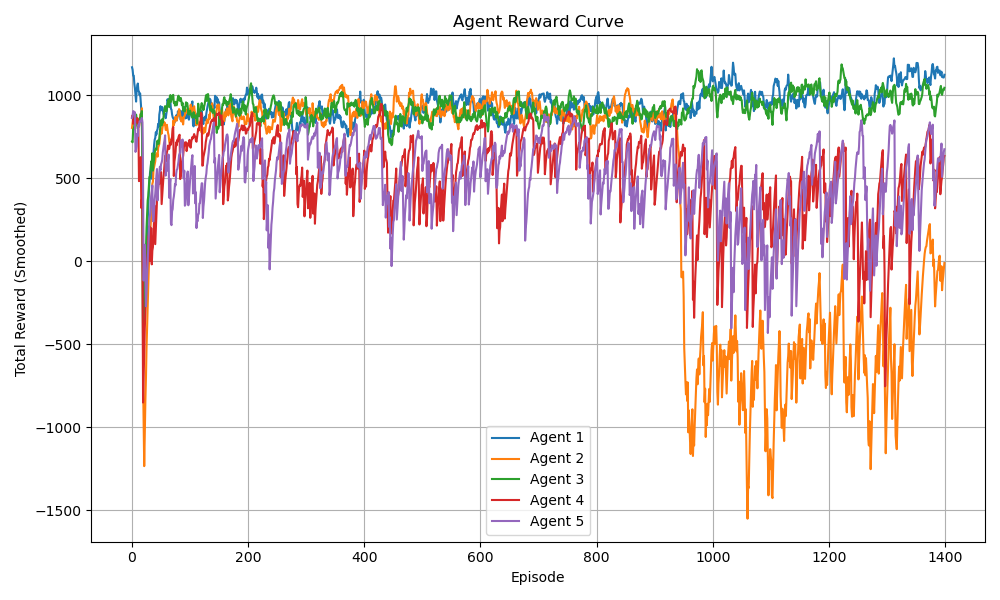 Agent Reward Curve
Total Reward (Smoothed)
1000
500
0
−500
−1000
−1500
Agent 1
Agent 2
Agent 3
Agent 4
Agent 5
0 200 400 600 800 1000 1200 1400
Episode